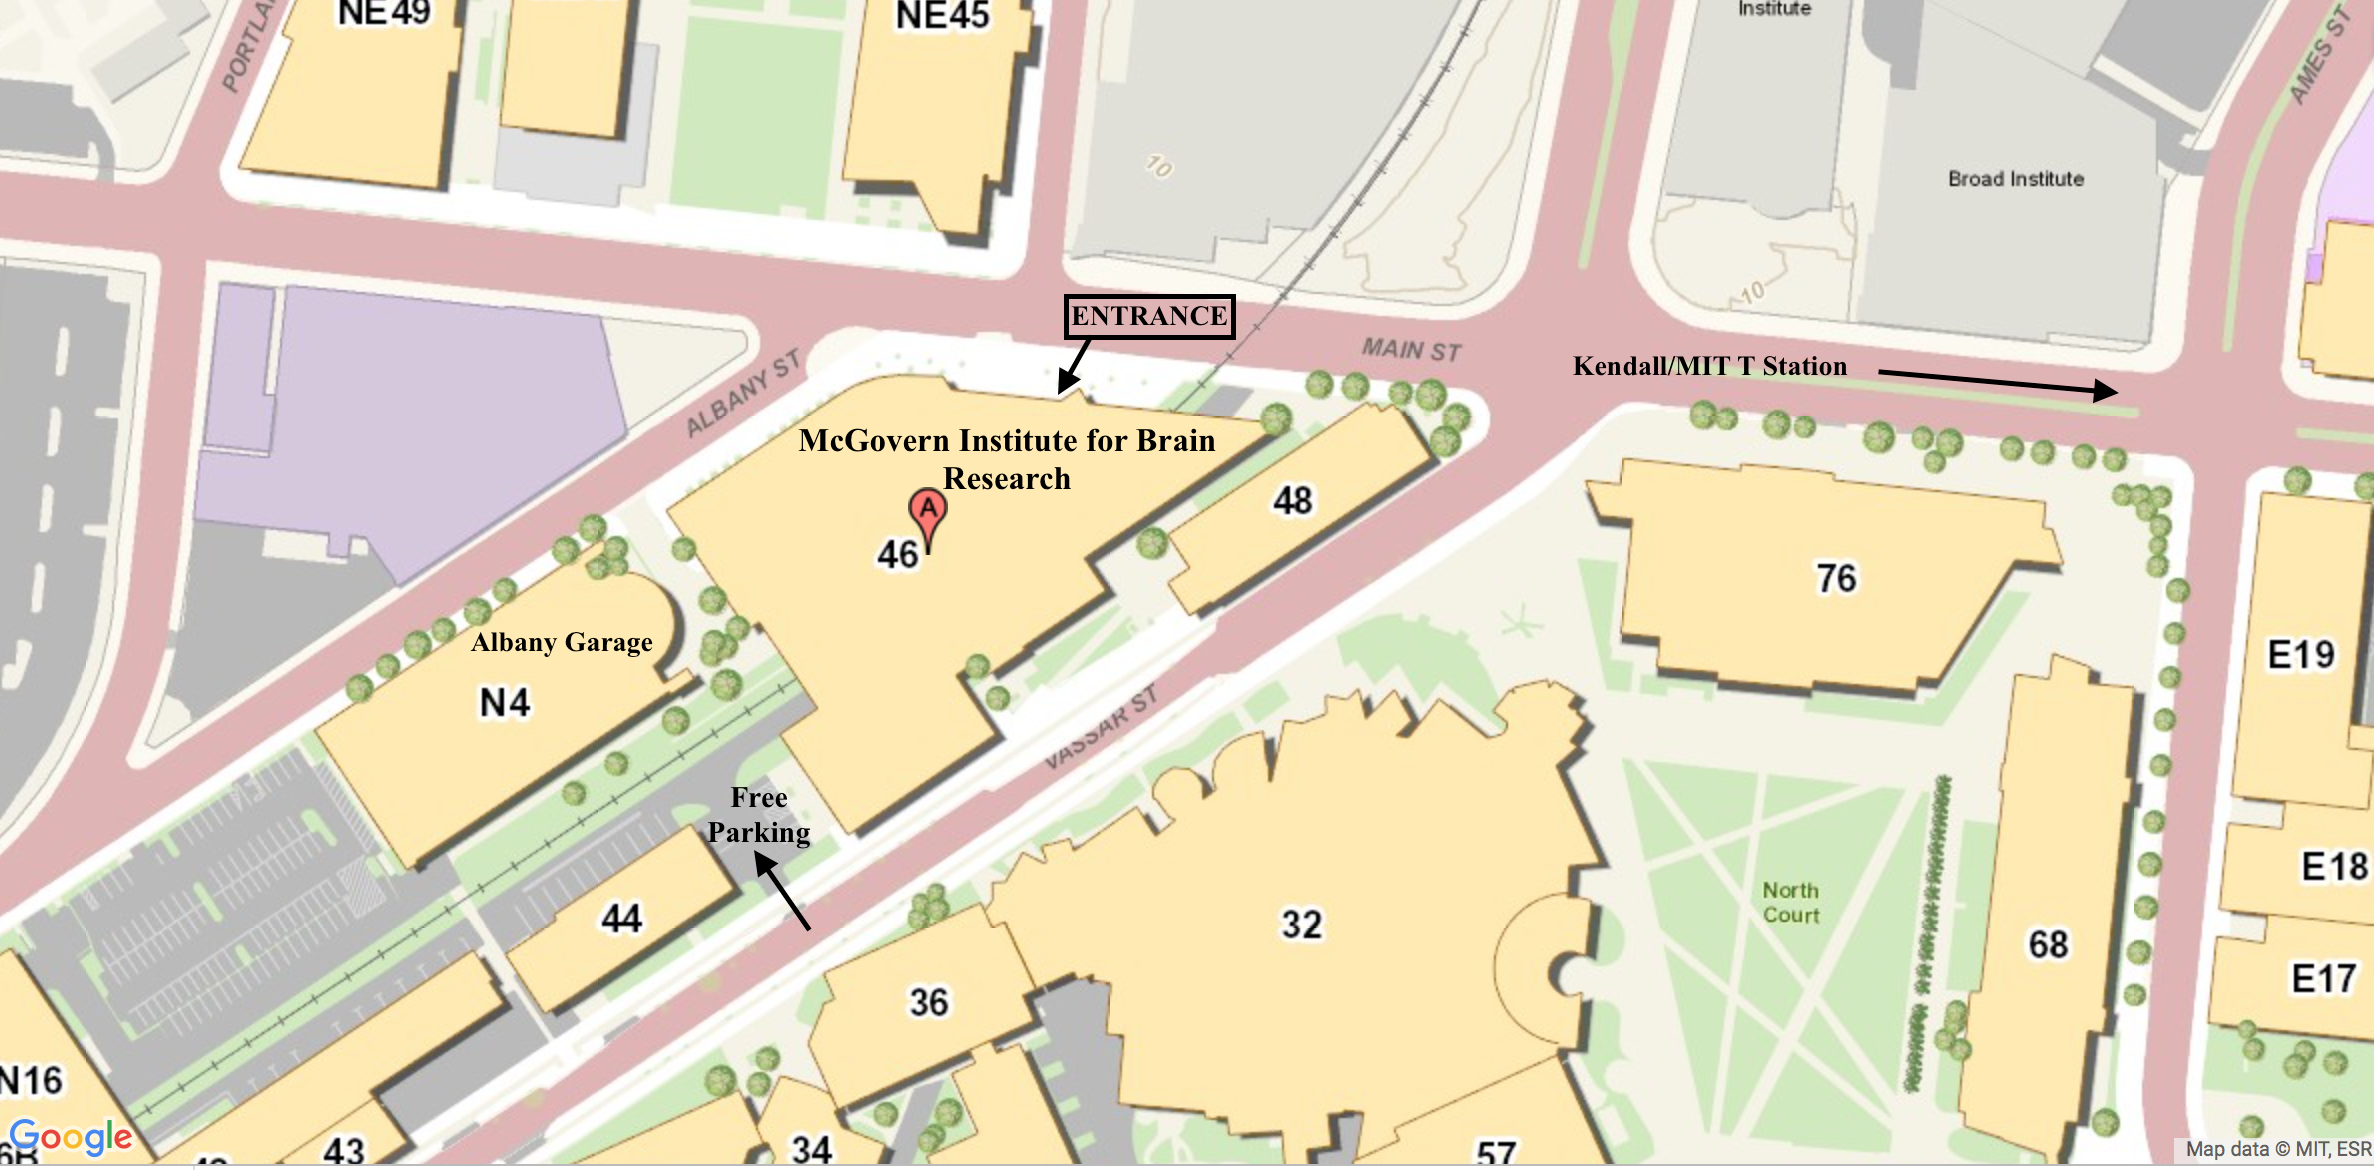 NE49
NE45
Institute
PORTLA
AMES ST
10
Broad Institute
10
ENTRANCE
MAIN ST
Kendall/MIT T Station
ALBANY ST
McGovern Institute for Brain
Research
A
46
48
76
Albany Garage
N4
E19
VASSAR ST
Free
Parking
E18
North
Court
44
32
68
36
E17
N16
Google
43
34
57
Map data © MIT, ESR